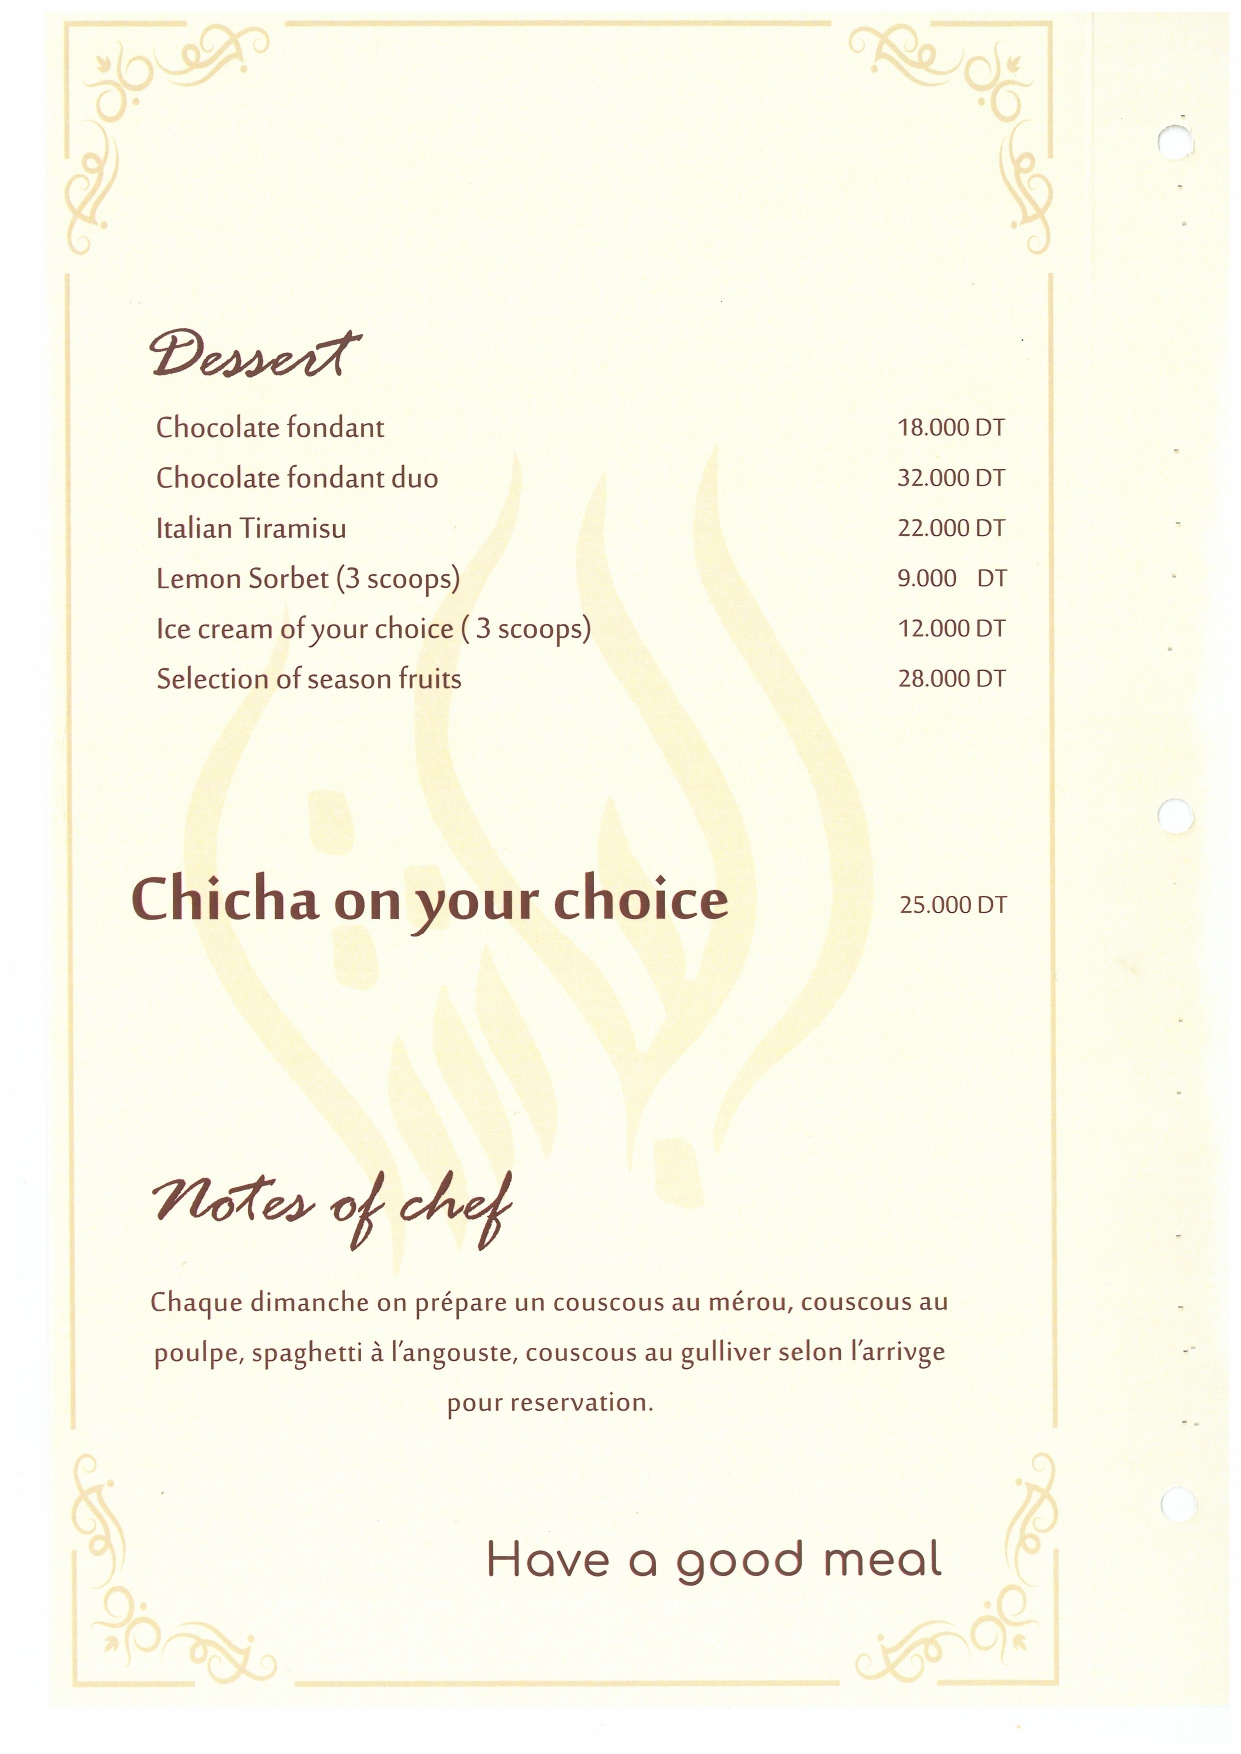 Dessert
Chocolate fondant 18.000 DT
Chocolate fondant duo 32.000 DT
Italian Tiramisu 22.000 DT
Lemon Sorbet (3 scoops) 9.000 DT
Ice cream of your choice ( 3 scoops) 12.000 DT
Selection of season fruits 28.000 DT
Chicha on your choice 25.000 DT
Notes of chef
Chaque dimanche on prépare un couscous au mérou, couscous au
poulpe, spaghetti à l’angouste, couscous au gulliver selon l’arrivge
pour reservation.
Have a good meal